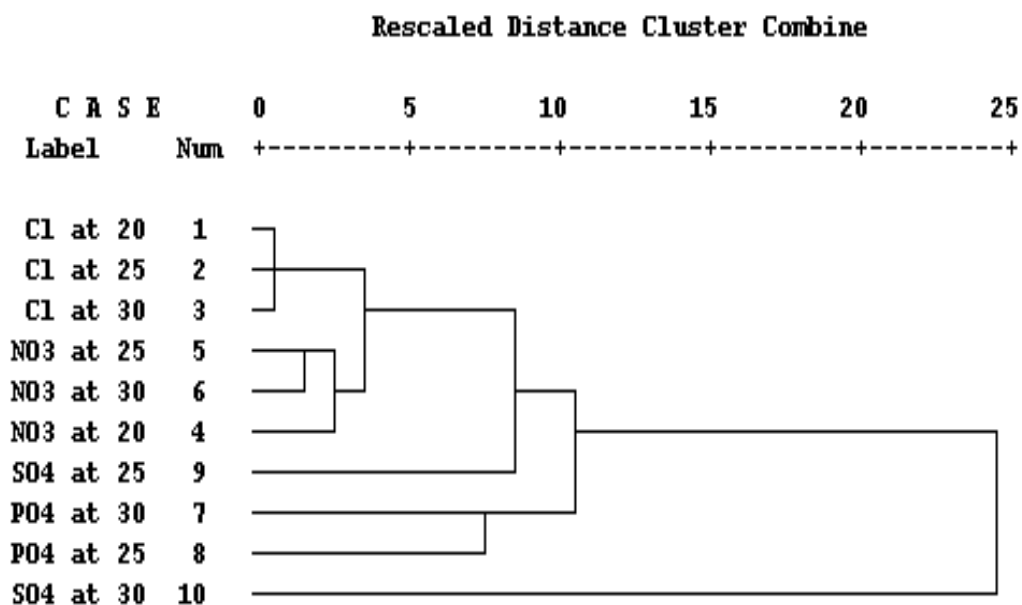 Rescaled Distance Cluster Combine
C A S E 0 5 10 15 20 25
Label Num +---------+---------+---------+---------+---------+
Cl at 20 1
Cl at 25 2
Cl at 30 3
NO3 at 25 5
NO3 at 30 6
NO3 at 20 4
SO4 at 25 9
PO4 at 30 7
PO4 at 25 8
SO4 at 30 10